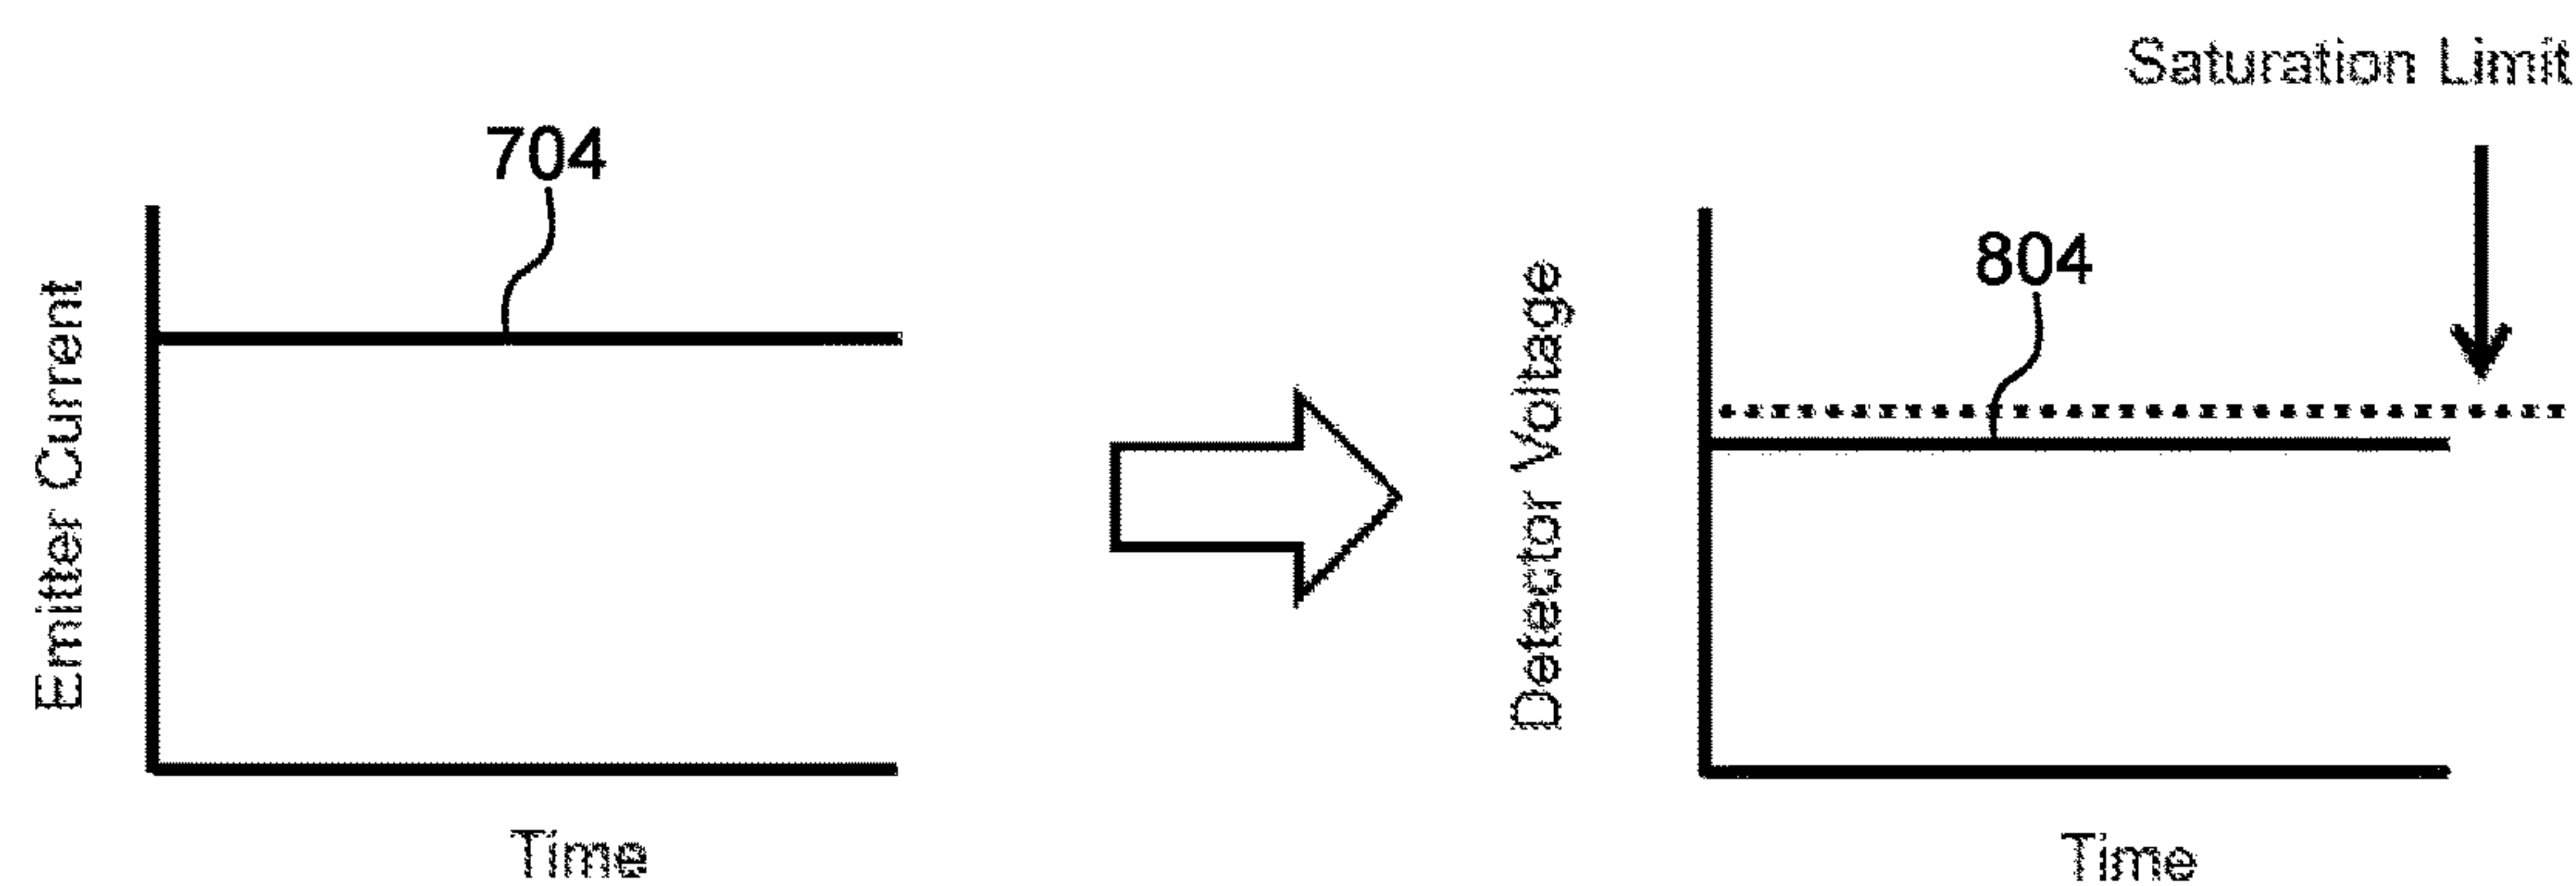 Saturation Limit
704
804
Emitter Current
Detector Voltage
Time
Time